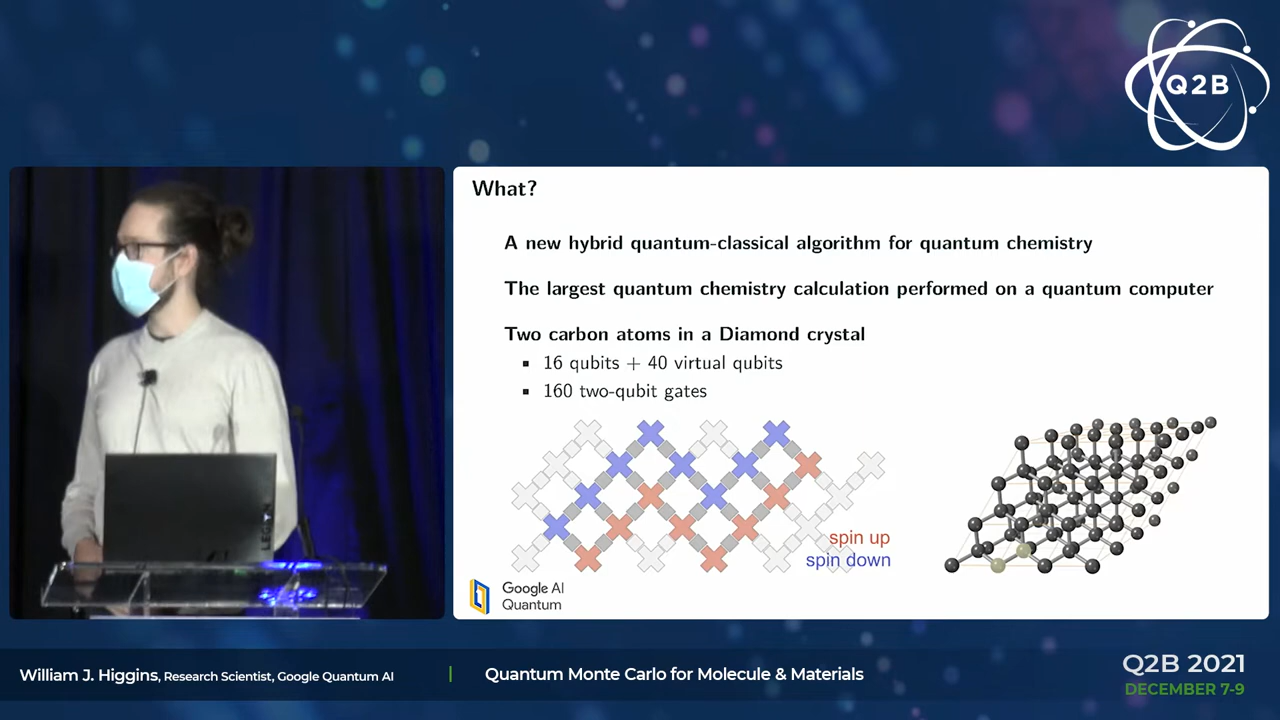 Q2B
What?
A new hybrid quantum-classical algorithm for quantum chemistry
The largest quantum chemistry calculation performed on a quantum computer
Two carbon atoms in a Diamond crystal
▪ 16 qubits + 40 virtual qubits
▪ 160 two-qubit gates
spin up
spin down
Google AI
Quantum
LEGION
William J. Higgins, Research Scientist, Google Quantum AI
Quantum Monte Carlo for Molecule & Materials
Q2B 2021
DECEMBER 7-9